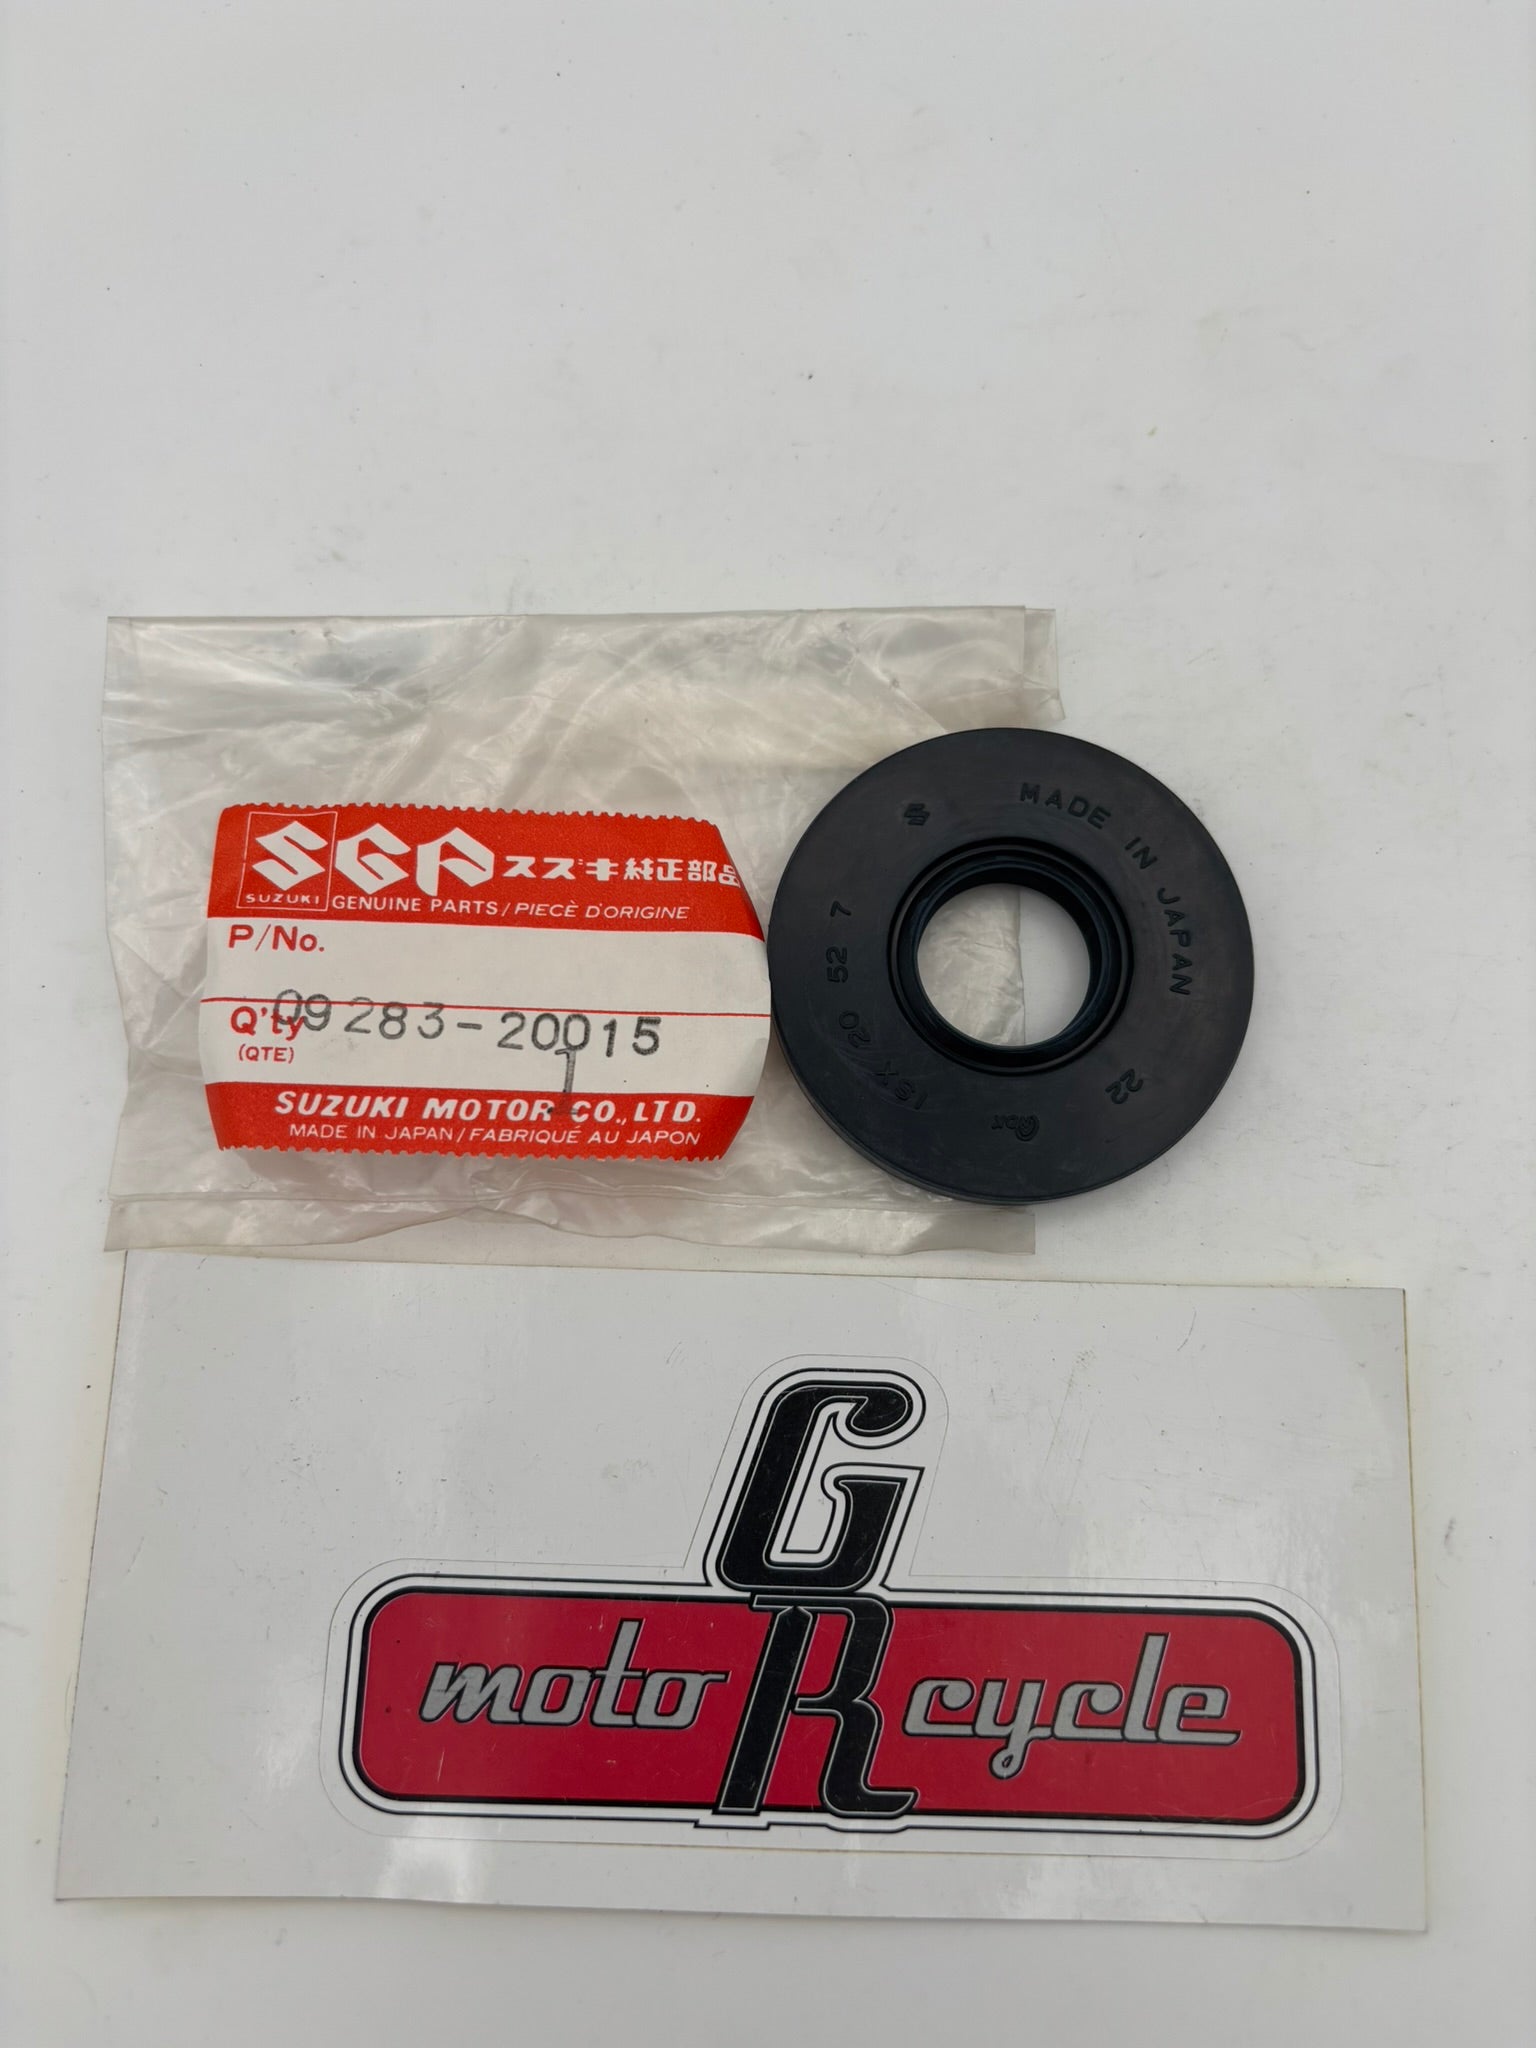 SGP スズキ純正部品
SUZUKI GENUINE PARTS / PIECÈ D'ORIGINE
P/No.
09283-20015
Q'ty
(QTE)
1
SUZUKI MOTOR CO., LTD.
MADE IN JAPAN / FABRIQUÉ AU JAPON
MADE IN JAPAN
ISX 20 52 7
22
GR
moto cycle